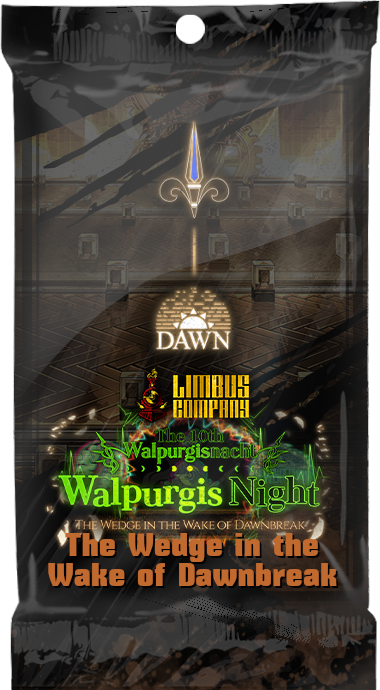 DAWN
LIMBUS
COMPANY
The 10th
Walpurgisnacht
Walpurgis Night
The Wedge in the Wake of Dawnbreak
The Wedge in the
Wake of Dawnbreak